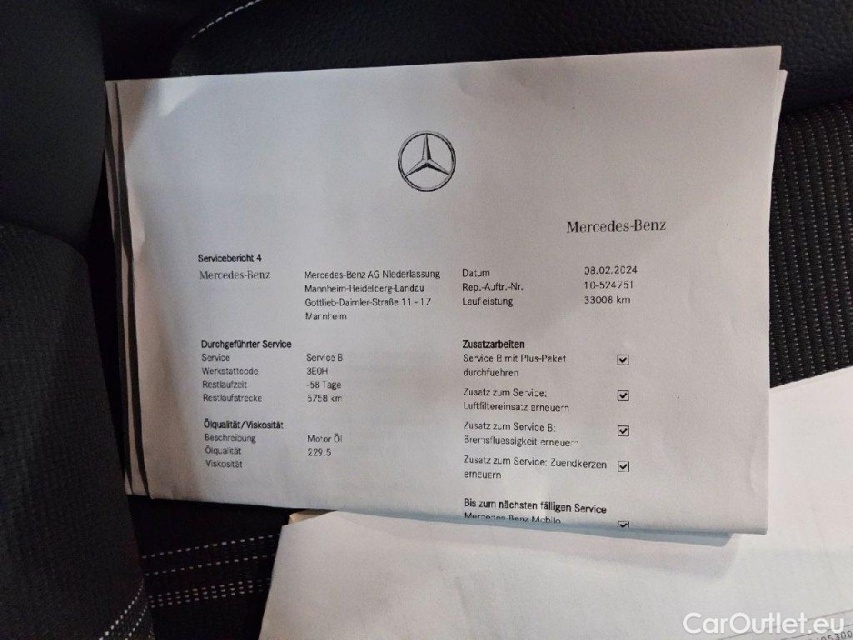 Mercedes-Benz
Servicebericht 4
Mercedes-Benz
Mercedes-Benz AG Niederlassung
Mannheim-Heidelberg-Landau
Gottlieb-Daimler-Straße 11 - 17
Mannheim
Datum 08.02.2024
Rep.-Auftr.-Nr. 10-524751
Laufleistung 33008 km
Durchgeführter Service
Service Service B
Werkstattcode 3E0H
Restlaufzeit -58 Tage
Restlaufstrecke 5758 km
Ölqualität/Viskosität
Beschreibung Motor Öl
Ölqualität 229.5
Viskosität
Zusatzarbeiten
Service B mit Plus-Paket
durchfuehren
Zusatz zum Service:
Luftfiltereinsatz erneuern
Zusatz zum Service B:
Bremsfluessigkeit erneuern
Zusatz zum Service: Zuendkerzen
erneuern
Bis zum nächsten fälligen Service
Mercedes-Benz Mobilo
CarOutlet.eu